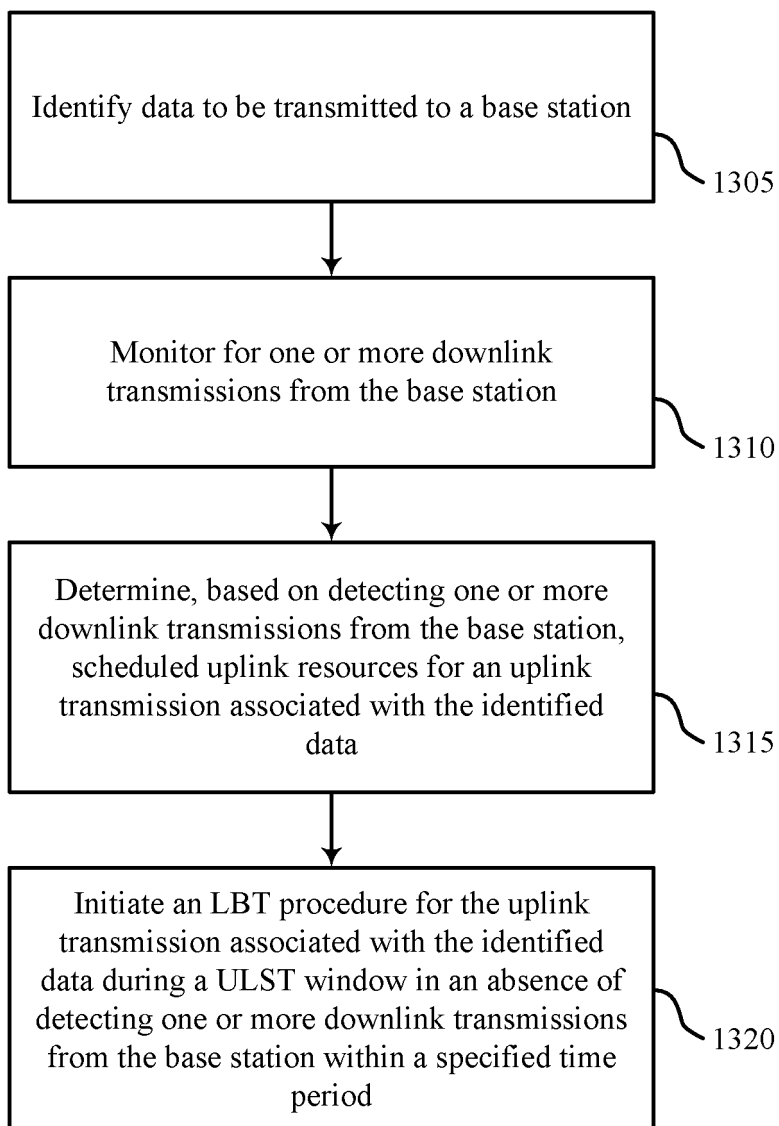 Identify data to be transmitted to a base station
1305
Monitor for one or more downlink
transmissions from the base station
1310
Determine, based on detecting one or more
downlink transmissions from the base station,
scheduled uplink resources for an uplink
transmission associated with the identified
data
1315
Initiate an LBT procedure for the uplink
transmission associated with the identified
data during a ULST window in an absence of
detecting one or more downlink transmissions
from the base station within a specified time
period
1320